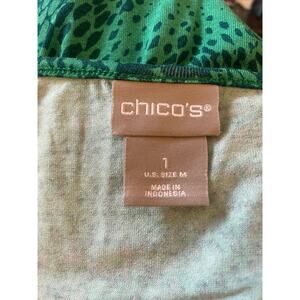 chico's®
1
U.S. SIZE M
MADE IN
INDONESIA